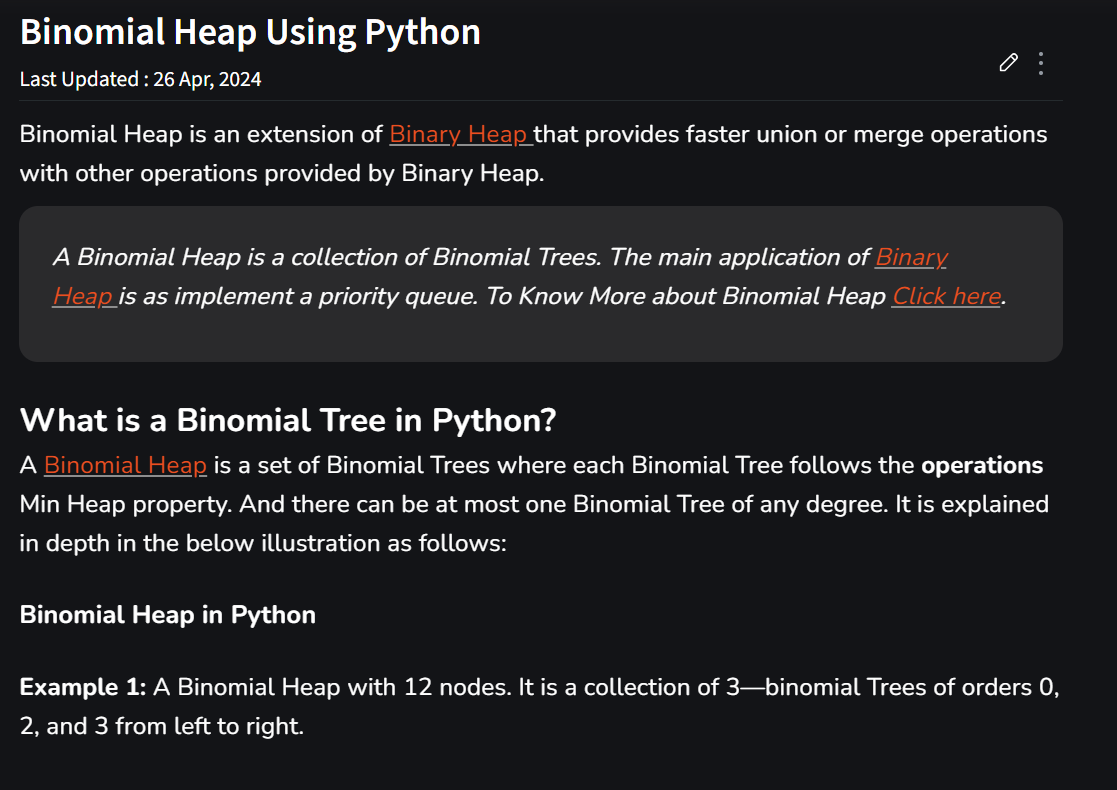 Binomial Heap Using Python
Last Updated : 26 Apr, 2024
Binomial Heap is an extension of Binary Heap that provides faster union or merge operations
with other operations provided by Binary Heap.
A Binomial Heap is a collection of Binomial Trees. The main application of Binary
Heap is as implement a priority queue. To Know More about Binomial Heap Click here.
What is a Binomial Tree in Python?
A Binomial Heap is a set of Binomial Trees where each Binomial Tree follows the operations
Min Heap property. And there can be at most one Binomial Tree of any degree. It is explained
in depth in the below illustration as follows:
Binomial Heap in Python
Example 1: A Binomial Heap with 12 nodes. It is a collection of 3—binomial Trees of orders 0,
2, and 3 from left to right.